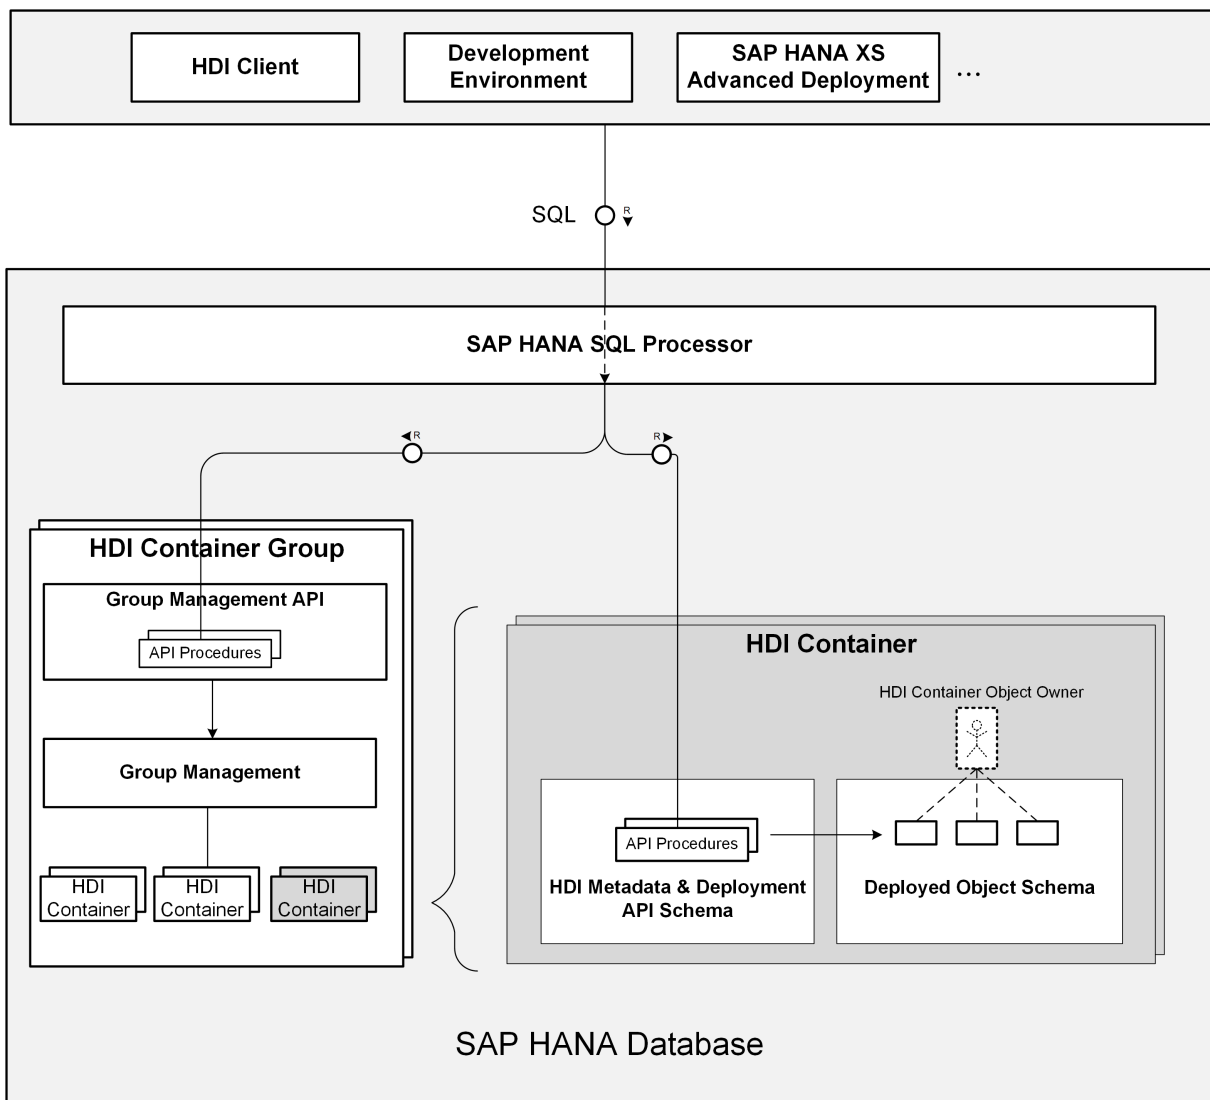 HDI Client
Development
Environment
SAP HANA XS
Advanced Deployment
...
SQL
R
SAP HANA SQL Processor
R
R
HDI Container Group
Group Management API
API Procedures
Group Management
HDI
Container
HDI
Container
HDI
Container
HDI Container
HDI Container Object Owner
API Procedures
HDI Metadata & Deployment
API Schema
Deployed Object Schema
SAP HANA Database